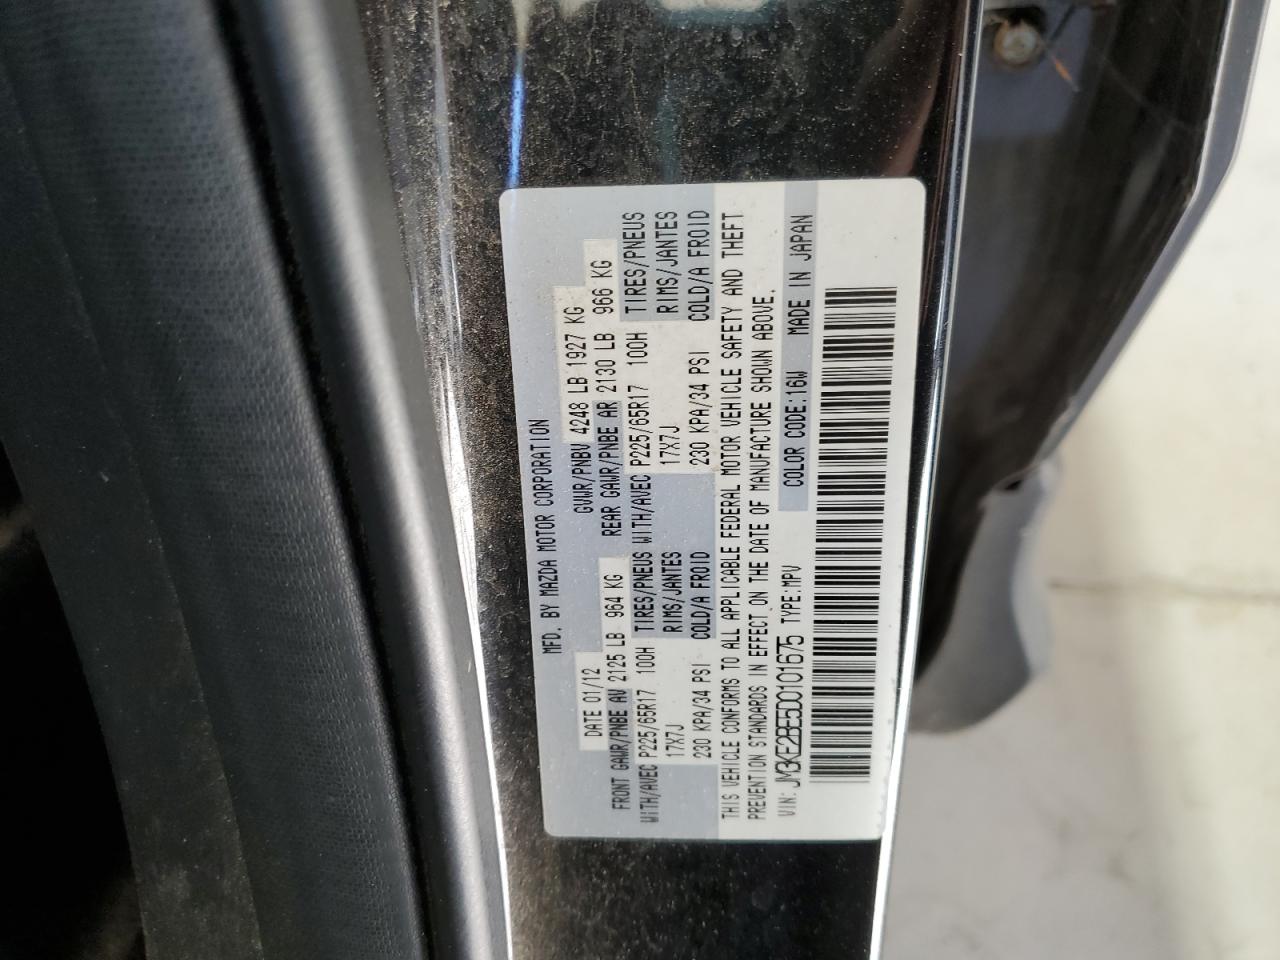 MFD. BY MAZDA MOTOR CORPORATION
DATE 01/12 GVWR/PNBV 4248 LB 1927 KG
FRONT GAWR/PNBE AV 2125 LB 964 KG REAR GAWR/PNBE AR 2130 LB 966 KG
WITH/AVEC P225/65R17 100H TIRES/PNEUS WITH/AVEC P225/65R17 100H TIRES/PNEUS
17X7J RIMS/JANTES 17X7J RIMS/JANTES
230 KPA/34 PSI COLD/A FROID 230 KPA/34 PSI COLD/A FROID
THIS VEHICLE CONFORMS TO ALL APPLICABLE FEDERAL MOTOR VEHICLE SAFETY AND THEFT
PREVENTION STANDARDS IN EFFECT ON THE DATE OF MANUFACTURE SHOWN ABOVE.
VIN: JM3KE2BE5D0101675 TYPE:MPV COLOR CODE:16W MADE IN JAPAN